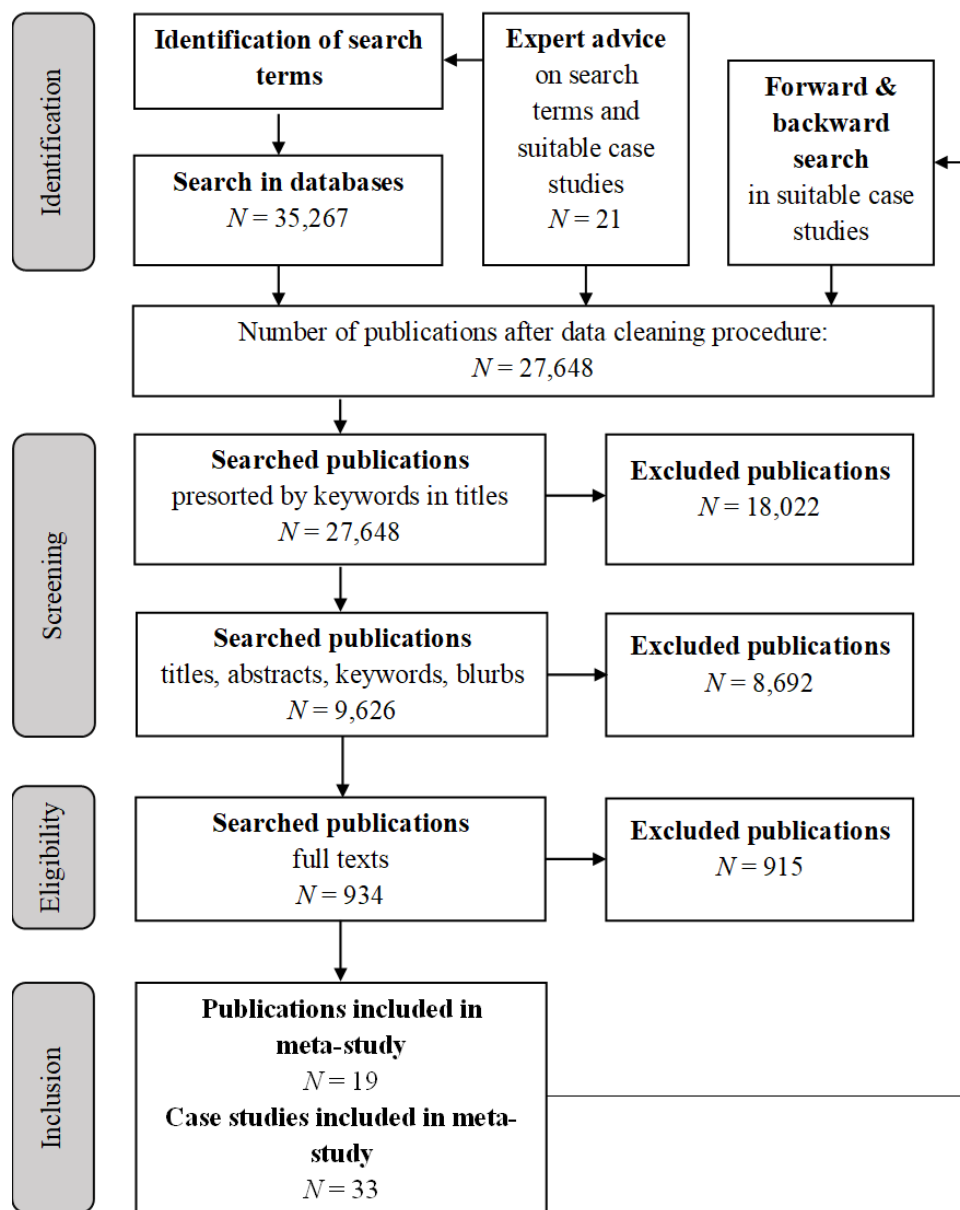 Identification
Identification of search
terms
Search in databases
N = 35,267
Expert advice
on search
terms and
suitable case
studies
N = 21
Forward &
backward
search
in suitable case
studies
Number of publications after data cleaning procedure:
N = 27,648
Screening
Searched publications
presorted by keywords in titles
N = 27,648
Excluded publications
N = 18,022
Searched publications
titles, abstracts, keywords, blurbs
N = 9,626
Excluded publications
N = 8,692
Eligibility
Searched publications
full texts
N = 934
Excluded publications
N = 915
Inclusion
Publications included in
meta-study
N = 19
Case studies included in meta-
study
N = 33